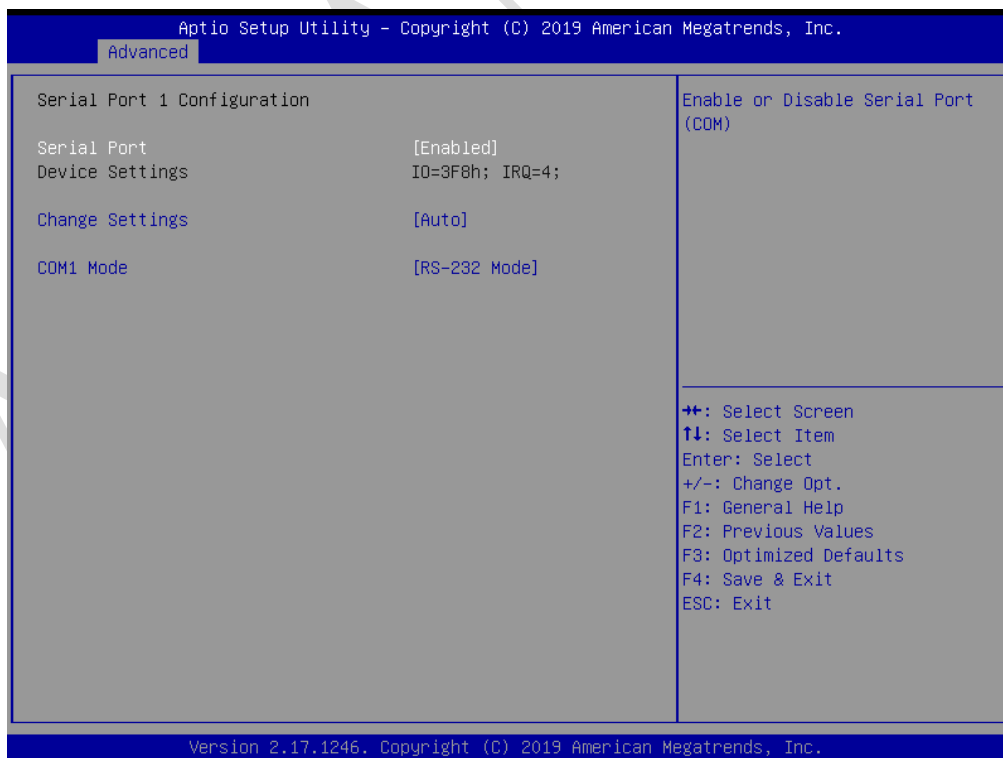 Aptio Setup Utility – Copyright (C) 2019 American Megatrends, Inc.
Advanced
Serial Port 1 Configuration
Serial Port [Enabled]
Device Settings IO=3F8h; IRQ=4;
Change Settings [Auto]
COM1 Mode [RS-232 Mode]
Enable or Disable Serial Port
(COM)
→←: Select Screen
↑↓: Select Item
Enter: Select
+/-: Change Opt.
F1: General Help
F2: Previous Values
F3: Optimized Defaults
F4: Save & Exit
ESC: Exit
Version 2.17.1246. Copyright (C) 2019 American Megatrends, Inc.